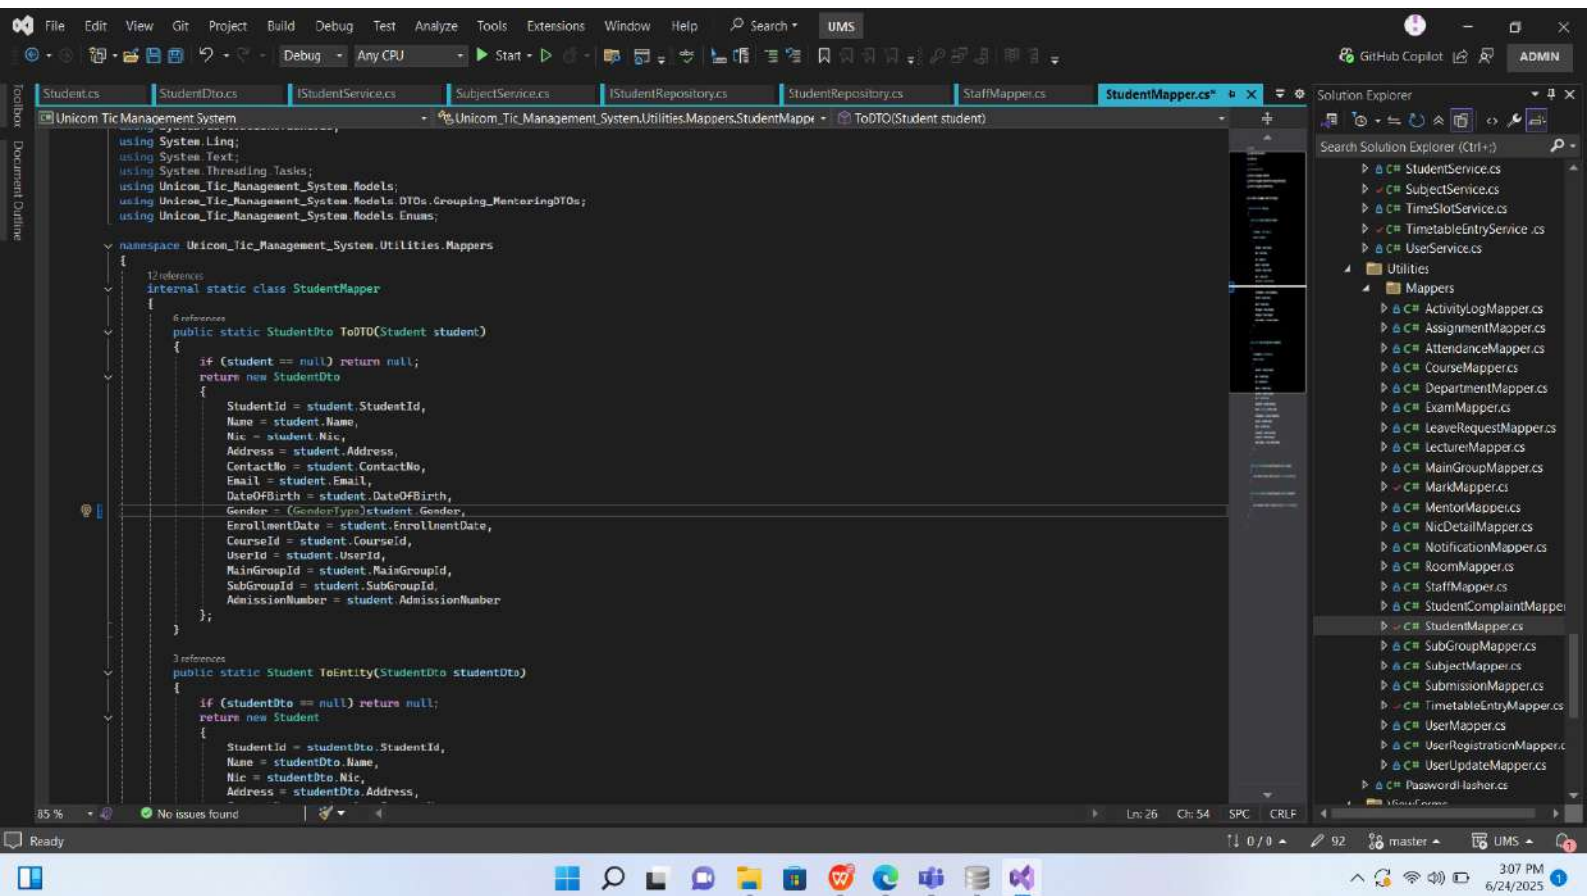 File Edit View Git Project Build Debug Test Analyze Tools Extensions Window Help Search UMS
Debug Any CPU Start GitHub Copilot ADMIN
Toolbox
Document Outline
Student.cs StudentDto.cs IStudentService.cs SubjectService.cs IStudentRepository.cs StudentRepository.cs StaffMapper.cs StudentMapper.cs*
Unicom Tic Management System Unicom_Tic_Management_System.Utilities.Mappers.StudentMappe ToDTO(Student student)
using System.Linq;
using System.Text;
using System.Threading.Tasks;
using Unicom_Tic_Management_System.Models;
using Unicom_Tic_Management_System.Models.DTOs.Grouping_MentoringDTOs;
using Unicom_Tic_Management_System.Models.Enums;
namespace Unicom_Tic_Management_System.Utilities.Mappers
{
12 references
internal static class StudentMapper
{
6 references
public static StudentDto ToDTO(Student student)
{
if (student == null) return null;
return new StudentDto
{
StudentId = student.StudentId,
Name = student.Name,
Nic = student.Nic,
Address = student.Address,
ContactNo = student.ContactNo,
Email = student.Email,
DateOfBirth = student.DateOfBirth,
Gender = (GenderType)student.Gender,
EnrollmentDate = student.EnrollmentDate,
CourseId = student.CourseId,
UserId = student.UserId,
MainGroupId = student.MainGroupId,
SubGroupId = student.SubGroupId,
AdmissionNumber = student.AdmissionNumber
};
}
3 references
public static Student ToEntity(StudentDto studentDto)
{
if (studentDto == null) return null;
return new Student
{
StudentId = studentDto.StudentId,
Name = studentDto.Name,
Nic = studentDto.Nic,
Address = studentDto.Address,
85 % No issues found Ln: 26 Ch: 54 SPC CRLF
Solution Explorer
Search Solution Explorer (Ctrl+;)
C# StudentService.cs
C# SubjectService.cs
C# TimeSlotService.cs
C# TimetableEntryService .cs
C# UserService.cs
Utilities
Mappers
C# ActivityLogMapper.cs
C# AssignmentMapper.cs
C# AttendanceMapper.cs
C# CourseMapper.cs
C# DepartmentMapper.cs
C# ExamMapper.cs
C# LeaveRequestMapper.cs
C# LecturerMapper.cs
C# MainGroupMapper.cs
C# MarkMapper.cs
C# MentorMapper.cs
C# NicDetailMapper.cs
C# NotificationMapper.cs
C# RoomMapper.cs
C# StaffMapper.cs
C# StudentComplaintMapper
C# StudentMapper.cs
C# SubGroupMapper.cs
C# SubjectMapper.cs
C# SubmissionMapper.cs
C# TimetableEntryMapper.cs
C# UserMapper.cs
C# UserRegistrationMapper.c
C# UserUpdateMapper.cs
C# PasswordHasher.cs
Ready 0 / 0 92 master UMS 1
3:07 PM
6/24/2025 1